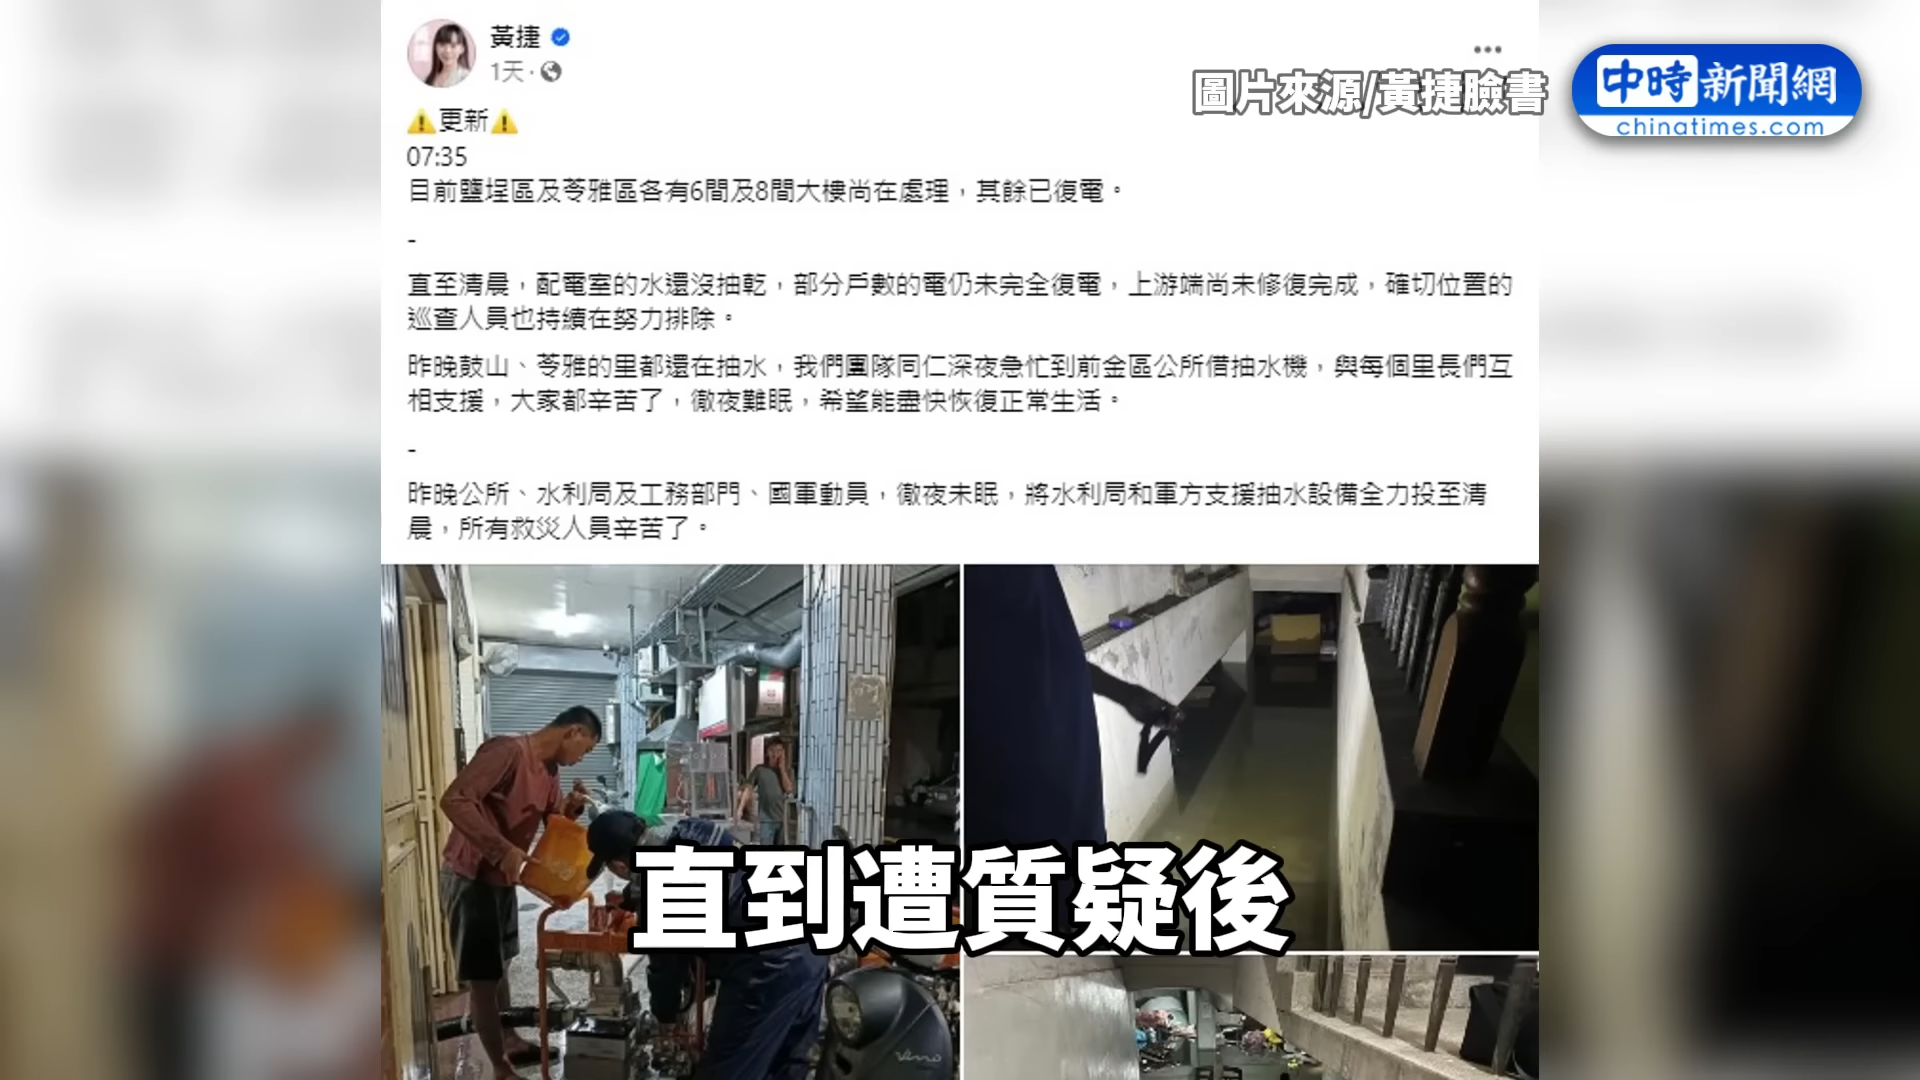 黃捷
1天
更新
07:35
目前鹽埕區及苓雅區各有6間及8間大樓尚在處理，其餘已復電。
-
直至清晨，配電室的水還沒抽乾，部分戶數的電仍未完全復電，上游端尚未修復完成，確切位置的
巡查人員也持續在努力排除。
昨晚鼓山、苓雅的里都還在抽水，我們團隊同仁深夜急忙到前金區公所借抽水機，與每個里長們互
相支援，大家都辛苦了，徹夜難眠，希望能盡快恢復正常生活。
-
昨晚公所、水利局及工務部門、國軍動員，徹夜未眠，將水利局和軍方支援抽水設備全力投至清
晨，所有救災人員辛苦了。
圖片來源/黃捷臉書
中時新聞網
chinatimes.com
直到遭質疑後